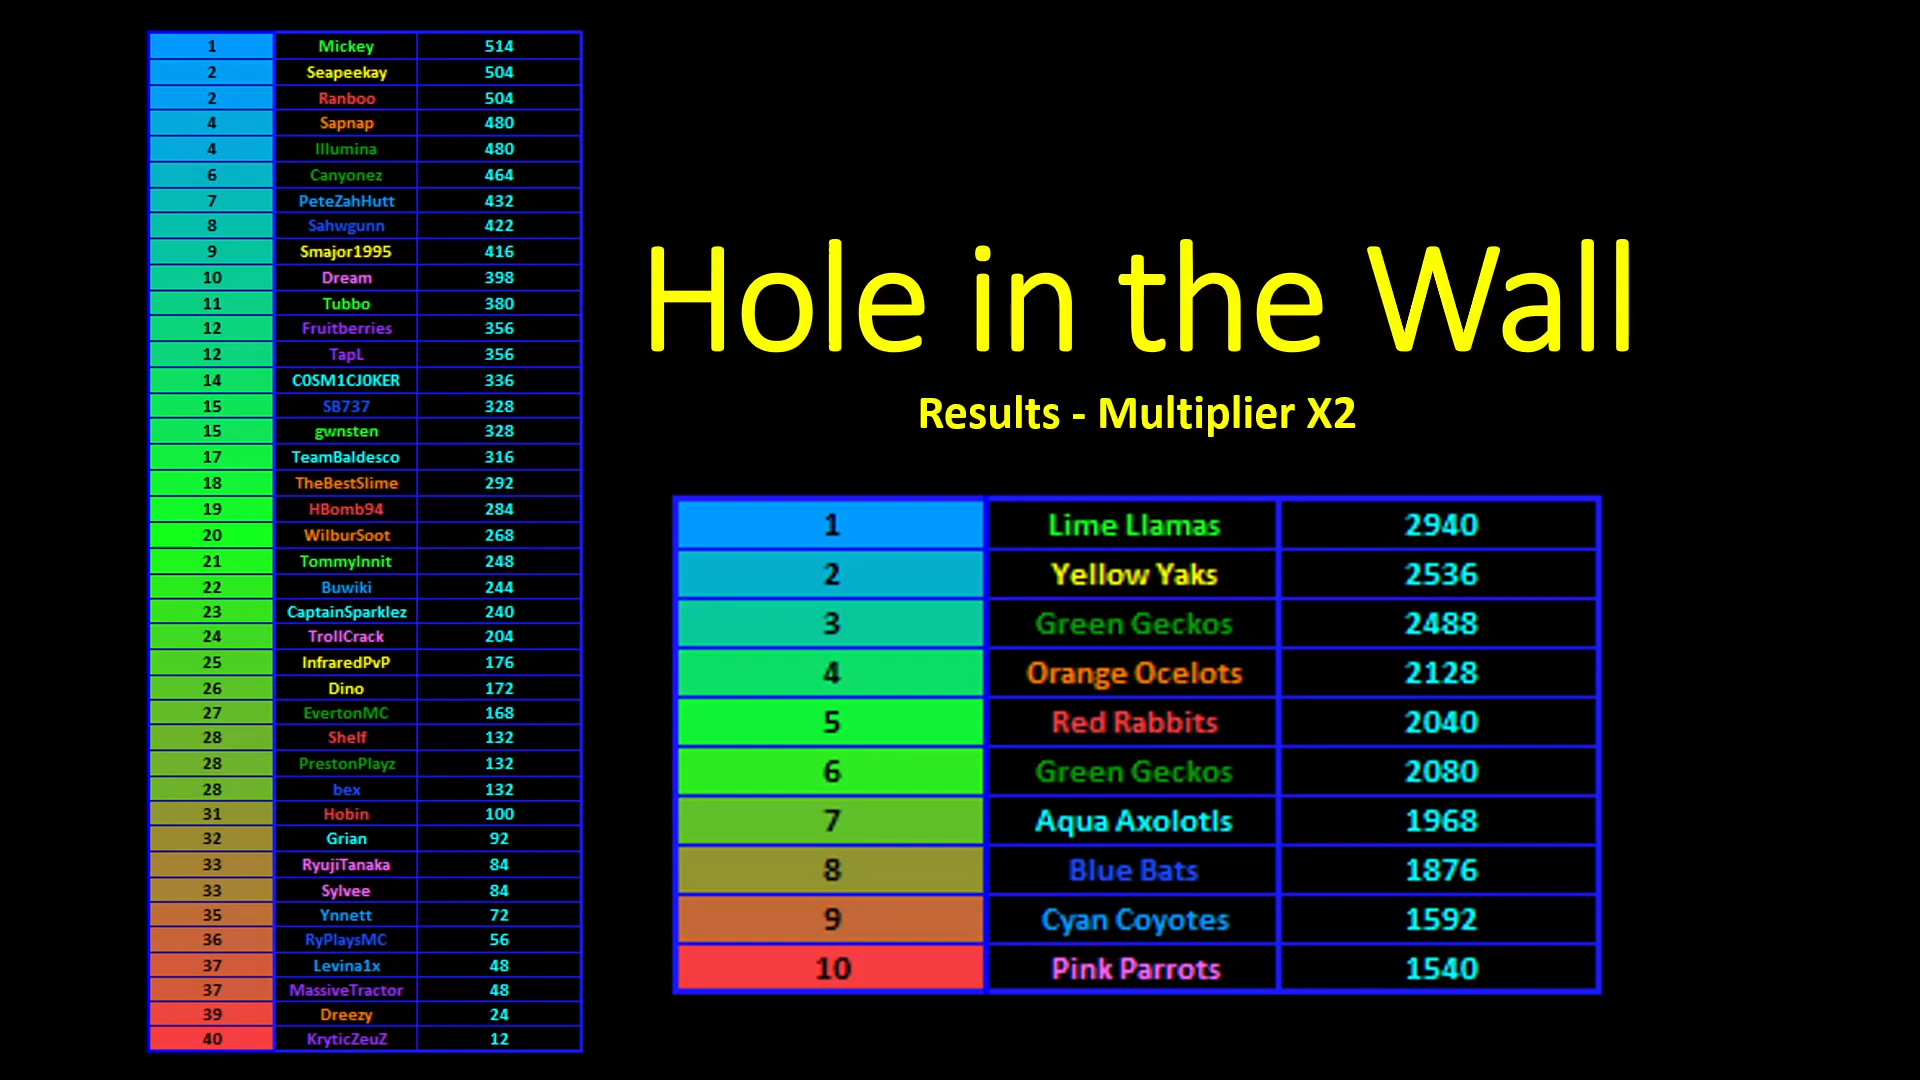 1 Mickey 514
2 Seapeekay 504
2 Ranboo 504
4 Sapnap 480
4 Illumina 480
6 Canyonez 464
7 PeteZahHutt 432
8 Sahwgunn 422
9 Smajor1995 416
10 Dream 398
11 Tubbo 380
12 Fruitberries 356
12 TapL 356
14 C0SM1CJ0KER 336
15 SB737 328
15 gwnsten 328
17 TeamBaldesco 316
18 TheBestSlime 292
19 HBomb94 284
20 WilburSoot 268
21 TommyInnit 248
22 Buwiki 244
23 CaptainSparklez 240
24 TrollCrack 204
25 InfraredPvP 176
26 Dino 172
27 EvertonMC 168
28 Shelf 132
28 PrestonPlayz 132
28 bex 132
31 Hobin 100
32 Grian 92
33 RyujiTanaka 84
33 Sylvee 84
35 Ynnett 72
36 RyPlaysMC 56
37 Levina1x 48
37 MassiveTractor 48
39 Dreezy 24
40 KryticZeuZ 12
Hole in the Wall
Results - Multiplier X2
1 Lime Llamas 2940
2 Yellow Yaks 2536
3 Green Geckos 2488
4 Orange Ocelots 2128
5 Red Rabbits 2040
6 Green Geckos 2080
7 Aqua Axolotls 1968
8 Blue Bats 1876
9 Cyan Coyotes 1592
10 Pink Parrots 1540